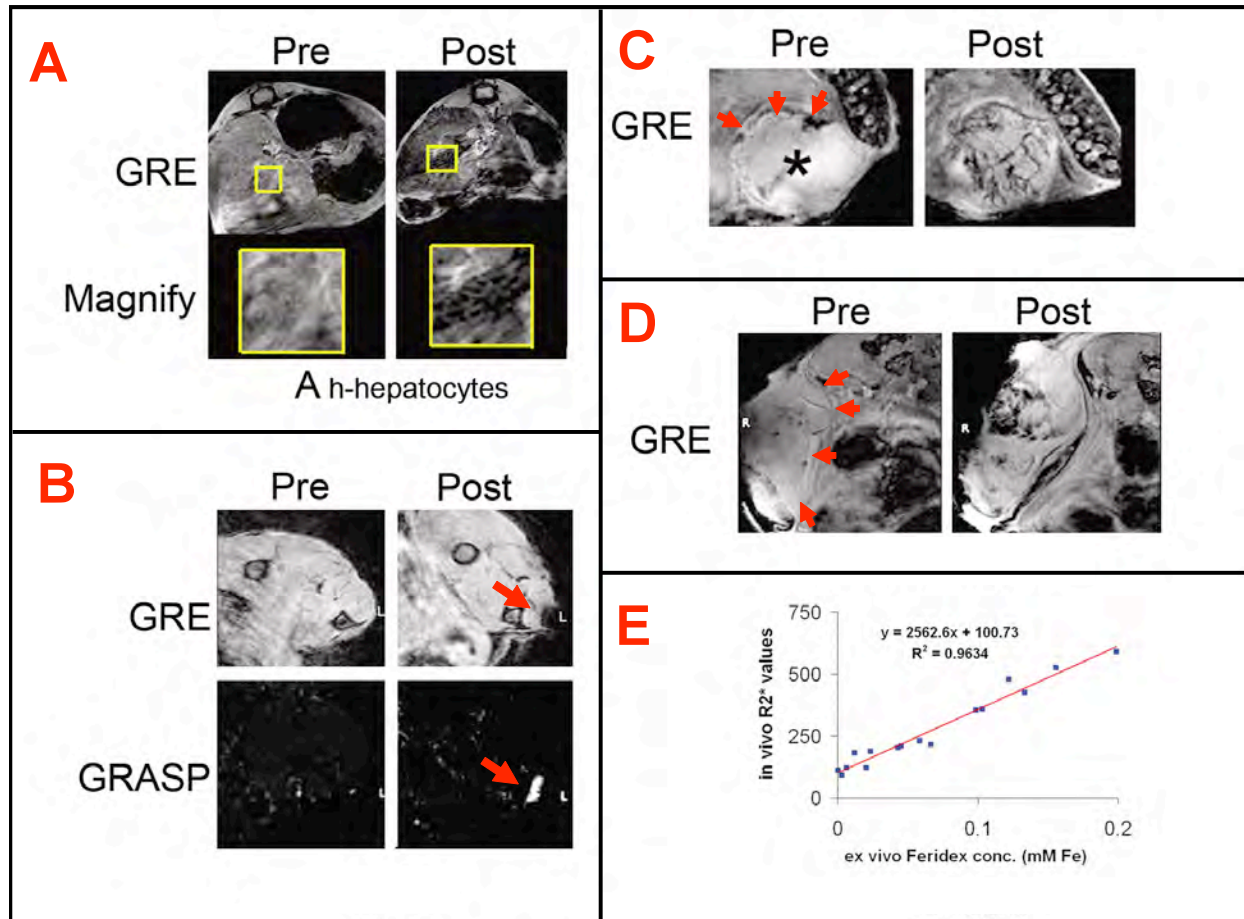 A
Pre Post
GRE
Magnify
A h-hepatocytes
B
Pre Post
GRE
L
L
GRASP
L
L
C
Pre Post
GRE
*
D
Pre Post
GRE
R
R
E
y = 2562.6x + 100.73
R² = 0.9634
in vivo R2* values
750
500
250
0
0 0.1 0.2
ex vivo Feridex conc. (mM Fe)